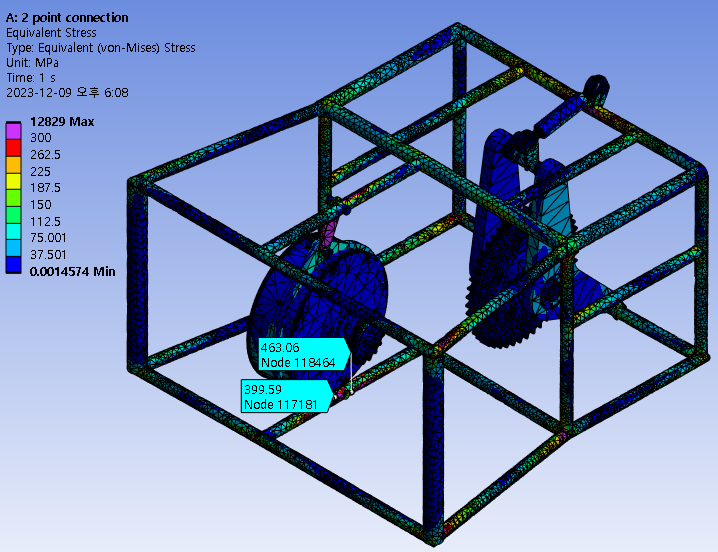 A: 2 point connection
Equivalent Stress
Type: Equivalent (von-Mises) Stress
Unit: MPa
Time: 1 s
2023-12-09 오후 6:08
12829 Max
300
262.5
225
187.5
150
112.5
75.001
37.501
0.0014574 Min
463.06
Node 118464
399.59
Node 117181